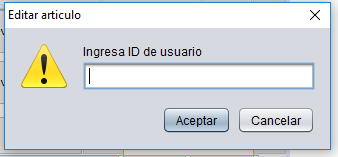 Editar articulo
Ingresa ID de usuario
Aceptar
Cancelar